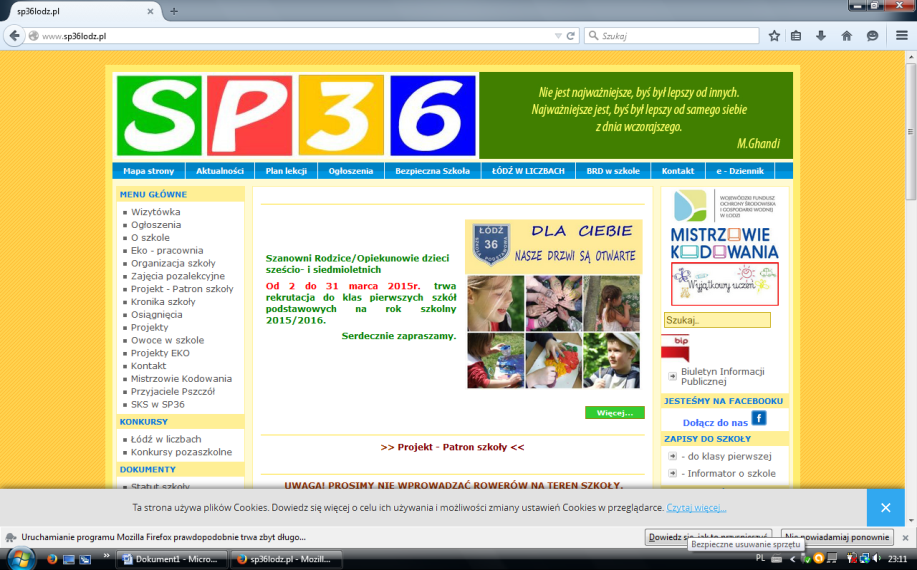 sp36lodz.pl
www.sp36lodz.pl
Szukaj
SP36
Nie jest najważniejsze, byś był lepszy od innych.
Najważniejsze jest, byś był lepszy od samego siebie
z dnia wczorajszego.
M.Ghandi
Mapa strony
Aktualności
Plan lekcji
Ogłoszenia
Bezpieczna Szkoła
ŁÓDŹ W LICZBACH
BRD w szkole
Kontakt
e - Dziennik
MENU GŁÓWNE
Wizytówka
Ogłoszenia
O szkole
Eko - pracownia
Organizacja szkoły
Zajęcia pozalekcyjne
Projekt - Patron szkoły
Kronika szkoły
Osiągnięcia
Projekty
Owoce w szkole
Projekty EKO
Kontakt
Mistrzowie Kodowania
Przyjaciele Pszczół
SKS w SP36
KONKURSY
Łódź w liczbach
Konkursy pozaszkolne
DOKUMENTY
Statut szkoły
Szanowni Rodzice/Opiekunowie dzieci
sześcio- i siedmioletnich
Od 2 do 31 marca 2015r. trwa
rekrutacja do klas pierwszych szkół
podstawowych na rok szkolny
2015/2016.
Serdecznie zapraszamy.
ŁÓDŹ
36
DLA CIEBIE
NASZE DRZWI SĄ OTWARTE
Więcej...
>> Projekt - Patron szkoły <<
UWAGA! PROSIMY NIE WPROWADZAĆ ROWERÓW NA TEREN SZKOŁY.
WOJEWÓDZKI FUNDUSZ
OCHRONY ŚRODOWISKA
I GOSPODARKI WODNEJ
W ŁODZI
MISTRZOWIE
KODOWANIA
Wyjątkowy uczeń
Szukaj..
bip
Biuletyn Informacji
Publicznej
JESTEŚMY NA FACEBOOKU
Dołącz do nas
ZAPISY DO SZKOŁY
- do klasy pierwszej
- Informator o szkole
Ta strona używa plików Cookies. Dowiedz się więcej o celu ich używania i możliwości zmiany ustawień Cookies w przeglądarce. Czytaj więcej...
Uruchamianie programu Mozilla Firefox prawdopodobnie trwa zbyt długo...
Dowiedz się, jak to przyspieszyć
Nie powiadamiaj ponownie
Bezpieczne usuwanie sprzętu
Dokument1 - Micro...
sp36lodz.pl - Mozill...
PL
23:11